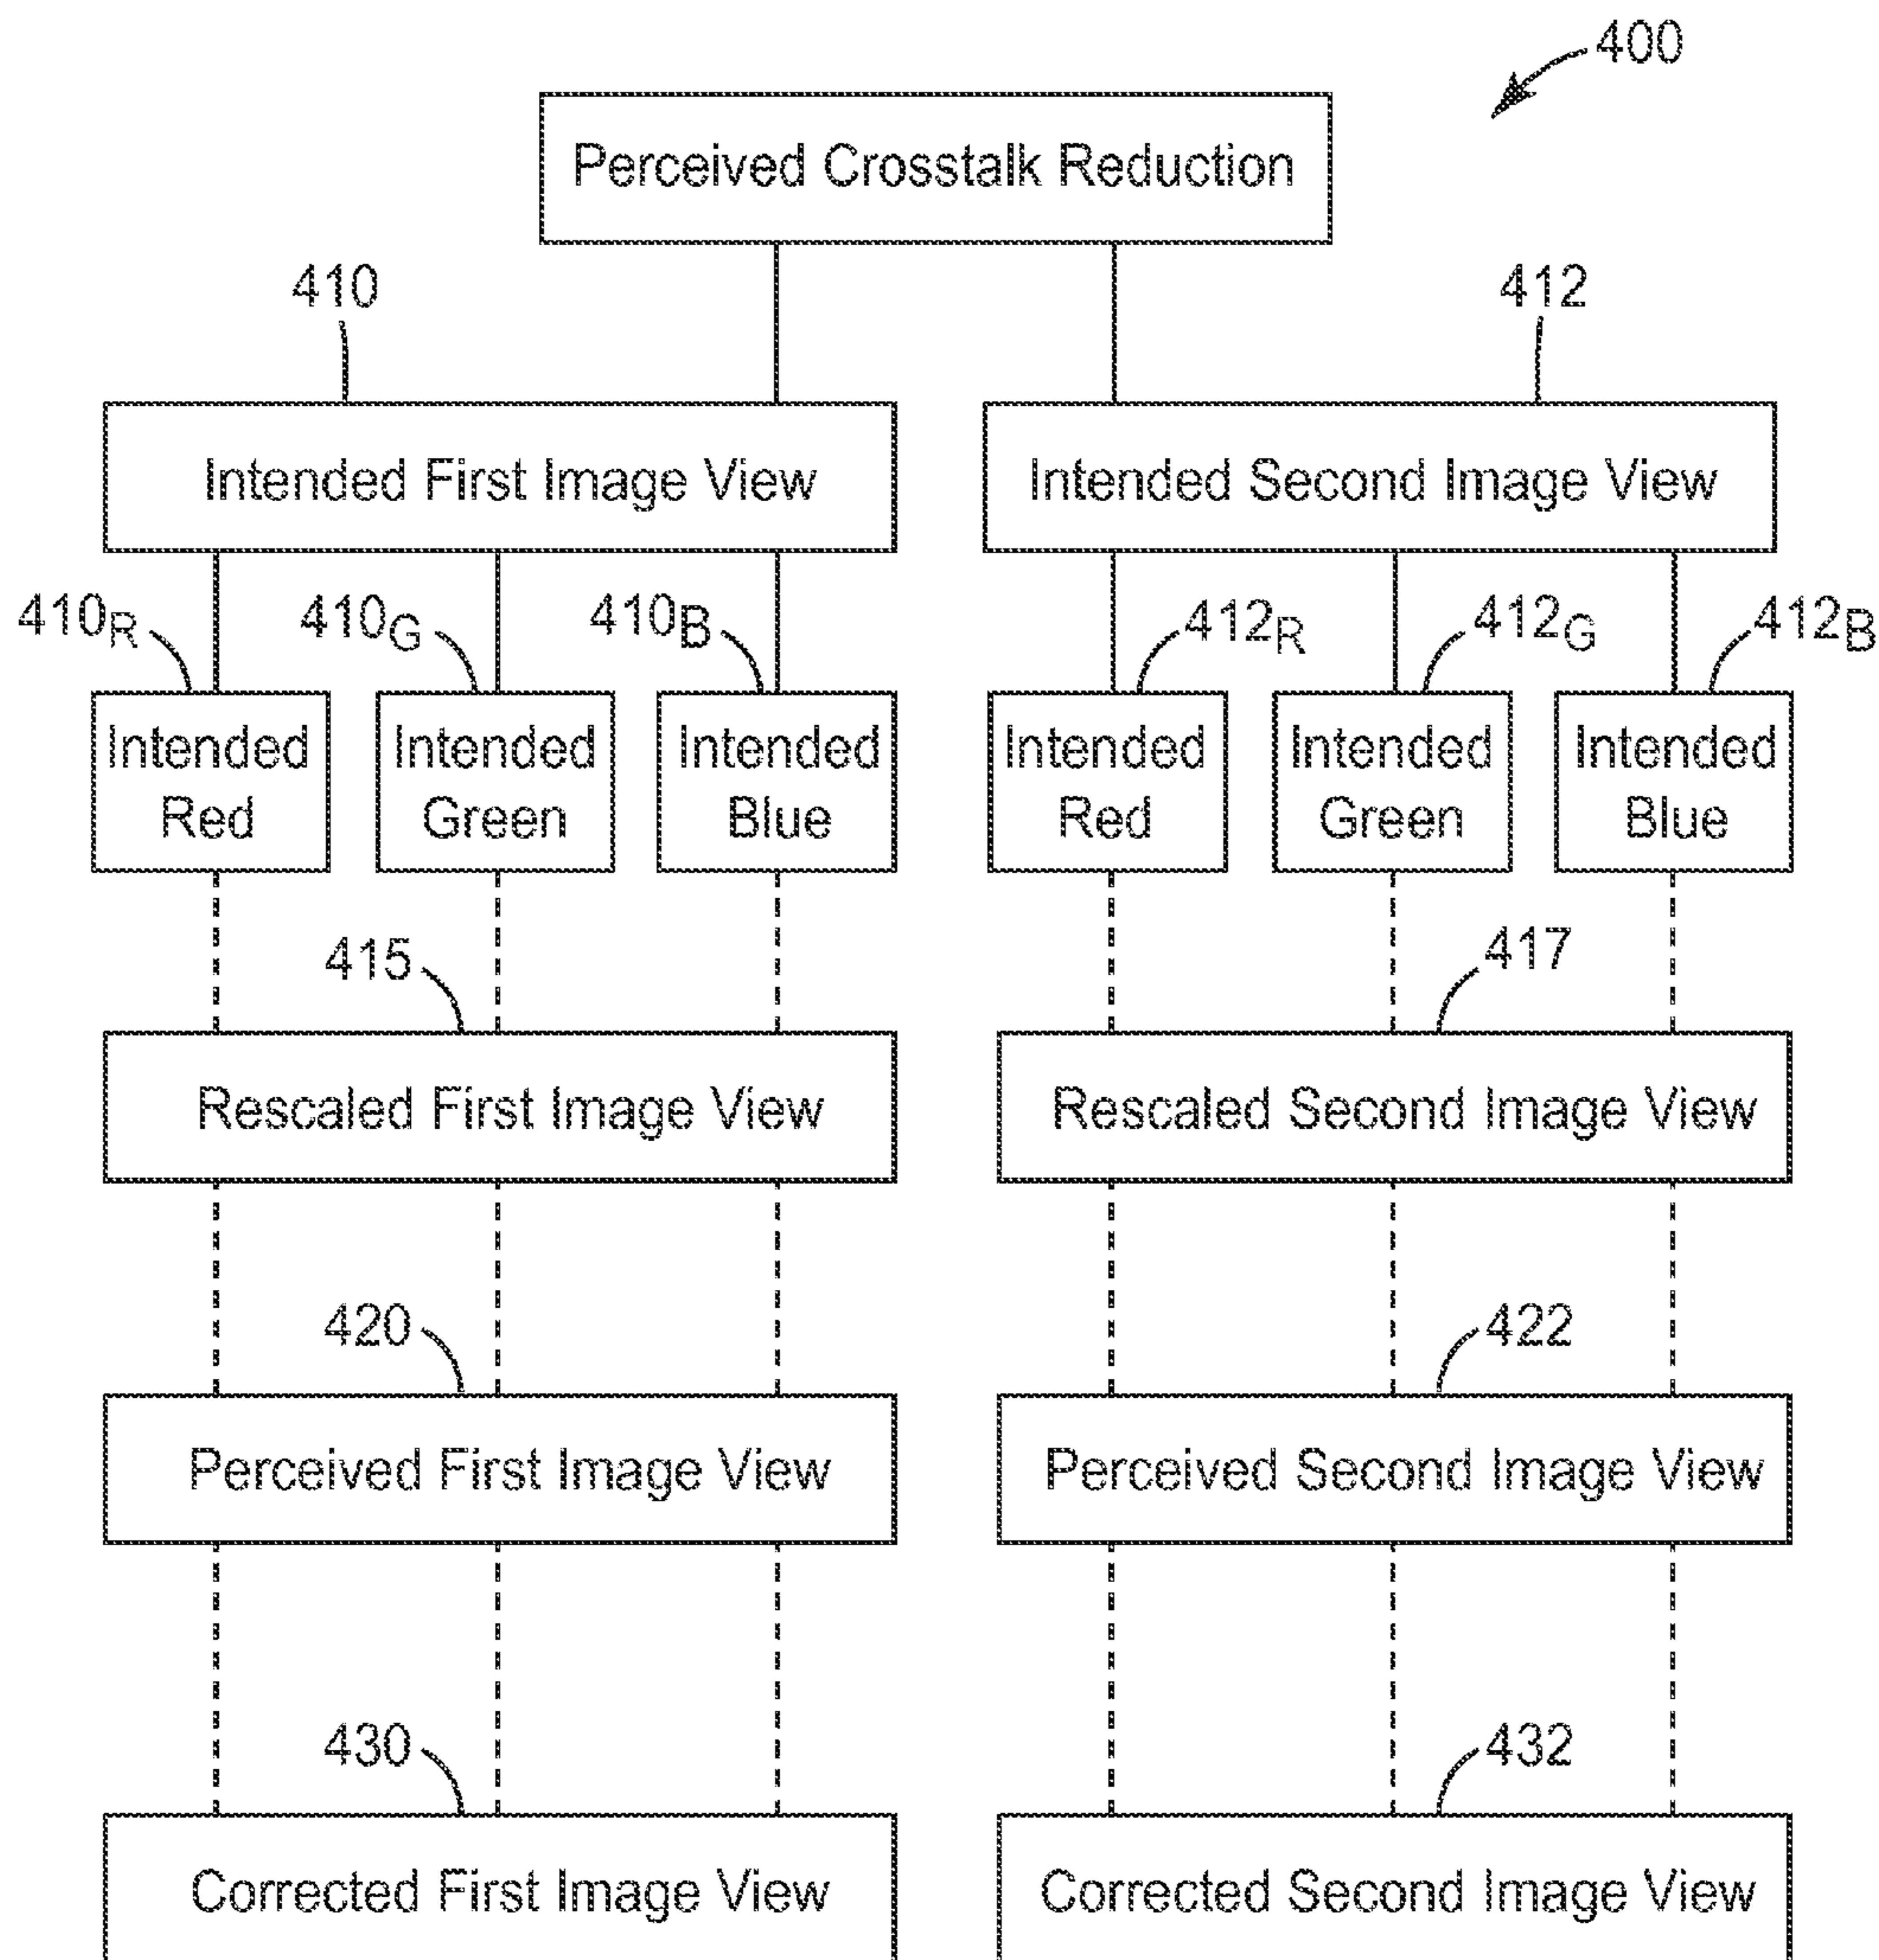 400
Perceived Crosstalk Reduction
410
412
Intended First Image View
Intended Second Image View
410R
410G
410B
412R
412G
412B
Intended
Red
Intended
Green
Intended
Blue
Intended
Red
Intended
Green
Intended
Blue
415
417
Rescaled First Image View
Rescaled Second Image View
420
422
Perceived First Image View
Perceived Second Image View
430
432
Corrected First Image View
Corrected Second Image View